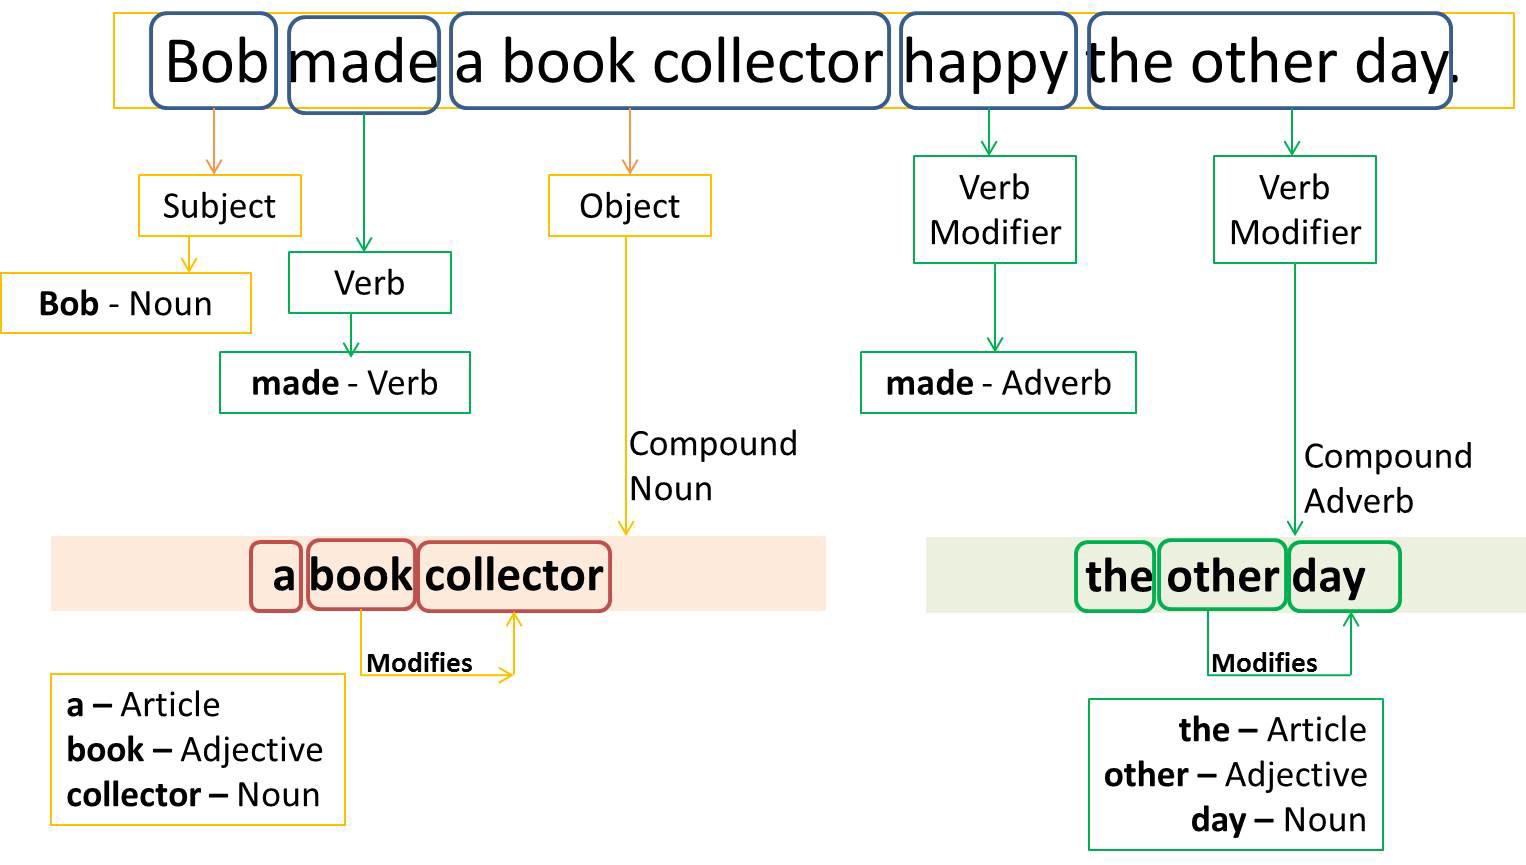 Bob made a book collector happy the other day.
Subject
Object
Verb
Modifier
Verb
Modifier
Bob - Noun
Verb
made - Verb
made - Adverb
Compound
Noun
Compound
Adverb
a book collector
the other day
Modifies
Modifies
a – Article
book – Adjective
collector – Noun
the – Article
other – Adjective
day – Noun